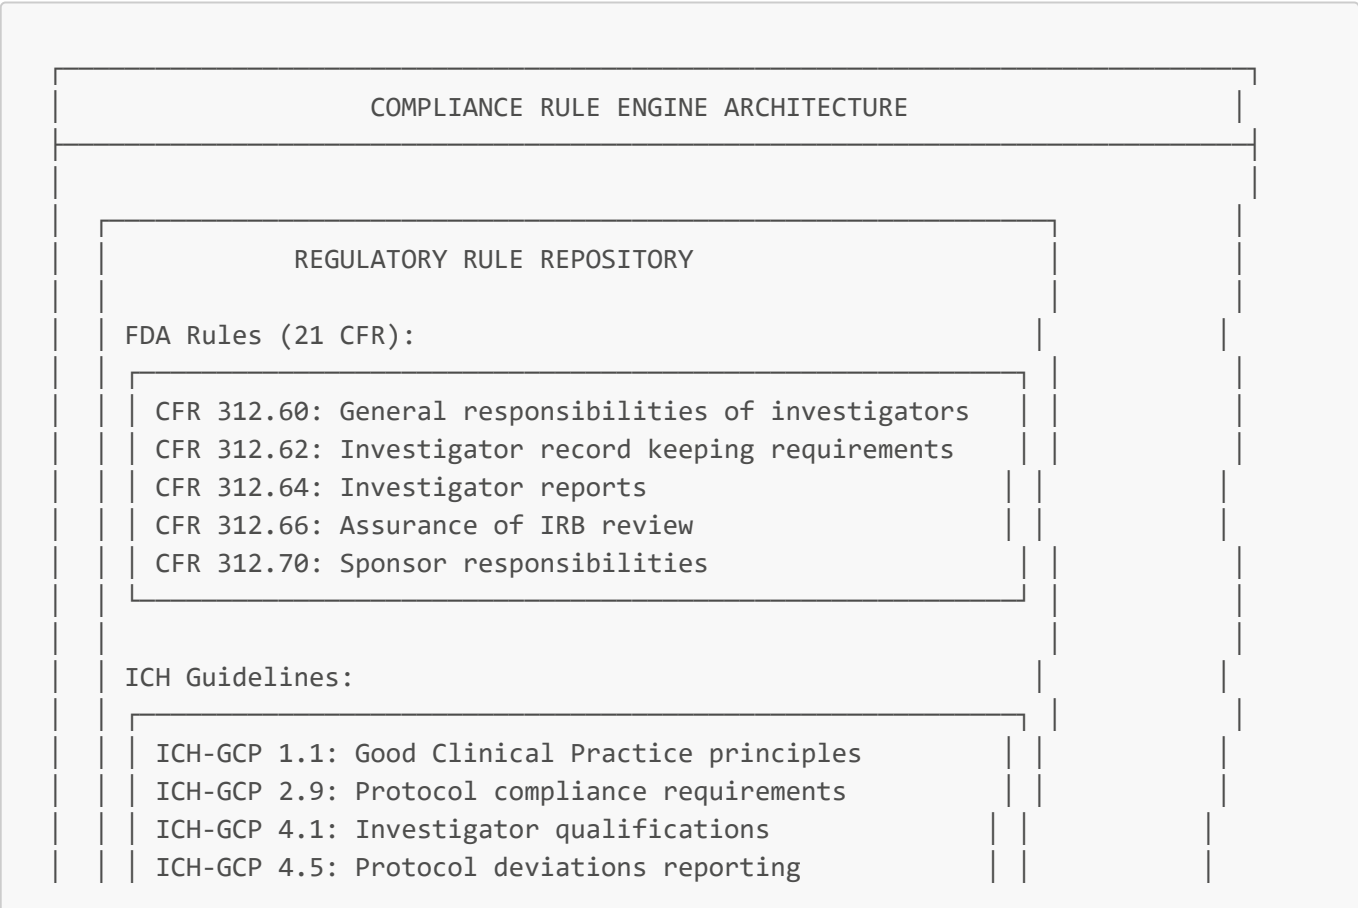 COMPLIANCE RULE ENGINE ARCHITECTURE
REGULATORY RULE REPOSITORY
FDA Rules (21 CFR):
CFR 312.60: General responsibilities of investigators
CFR 312.62: Investigator record keeping requirements
CFR 312.64: Investigator reports
CFR 312.66: Assurance of IRB review
CFR 312.70: Sponsor responsibilities
ICH Guidelines:
ICH-GCP 1.1: Good Clinical Practice principles
ICH-GCP 2.9: Protocol compliance requirements
ICH-GCP 4.1: Investigator qualifications
ICH-GCP 4.5: Protocol deviations reporting